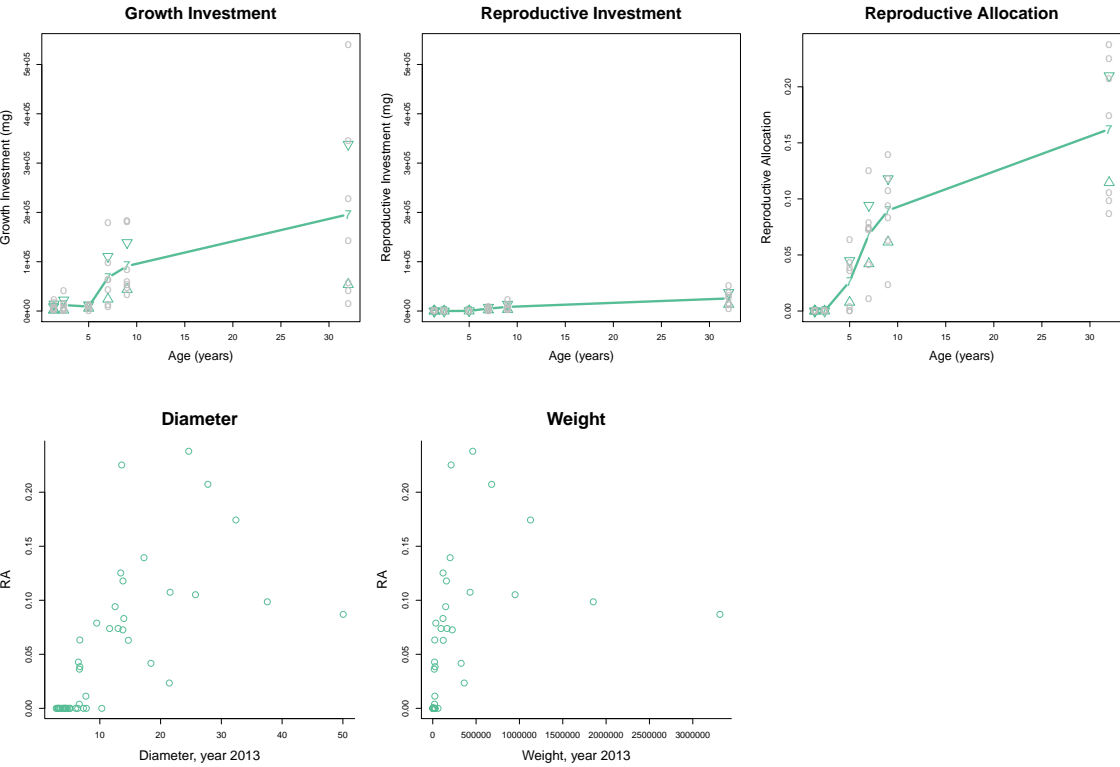 Growth Investment
Growth Investment (mg)
0e+00 1e+05 2e+05 3e+05 4e+05 5e+05
5 10 15 20 25 30
Age (years)
Reproductive Investment
Reproductive Investment (mg)
0e+00 1e+05 2e+05 3e+05 4e+05 5e+05
5 10 15 20 25 30
Age (years)
Reproductive Allocation
Reproductive Allocation
0.00 0.05 0.10 0.15 0.20
5 10 15 20 25 30
Age (years)
Diameter
RA
0.00 0.05 0.10 0.15 0.20
10 20 30 40 50
Diameter, year 2013
Weight
RA
0.00 0.05 0.10 0.15 0.20
0 500000 1000000 1500000 2000000 2500000 3000000
Weight, year 2013